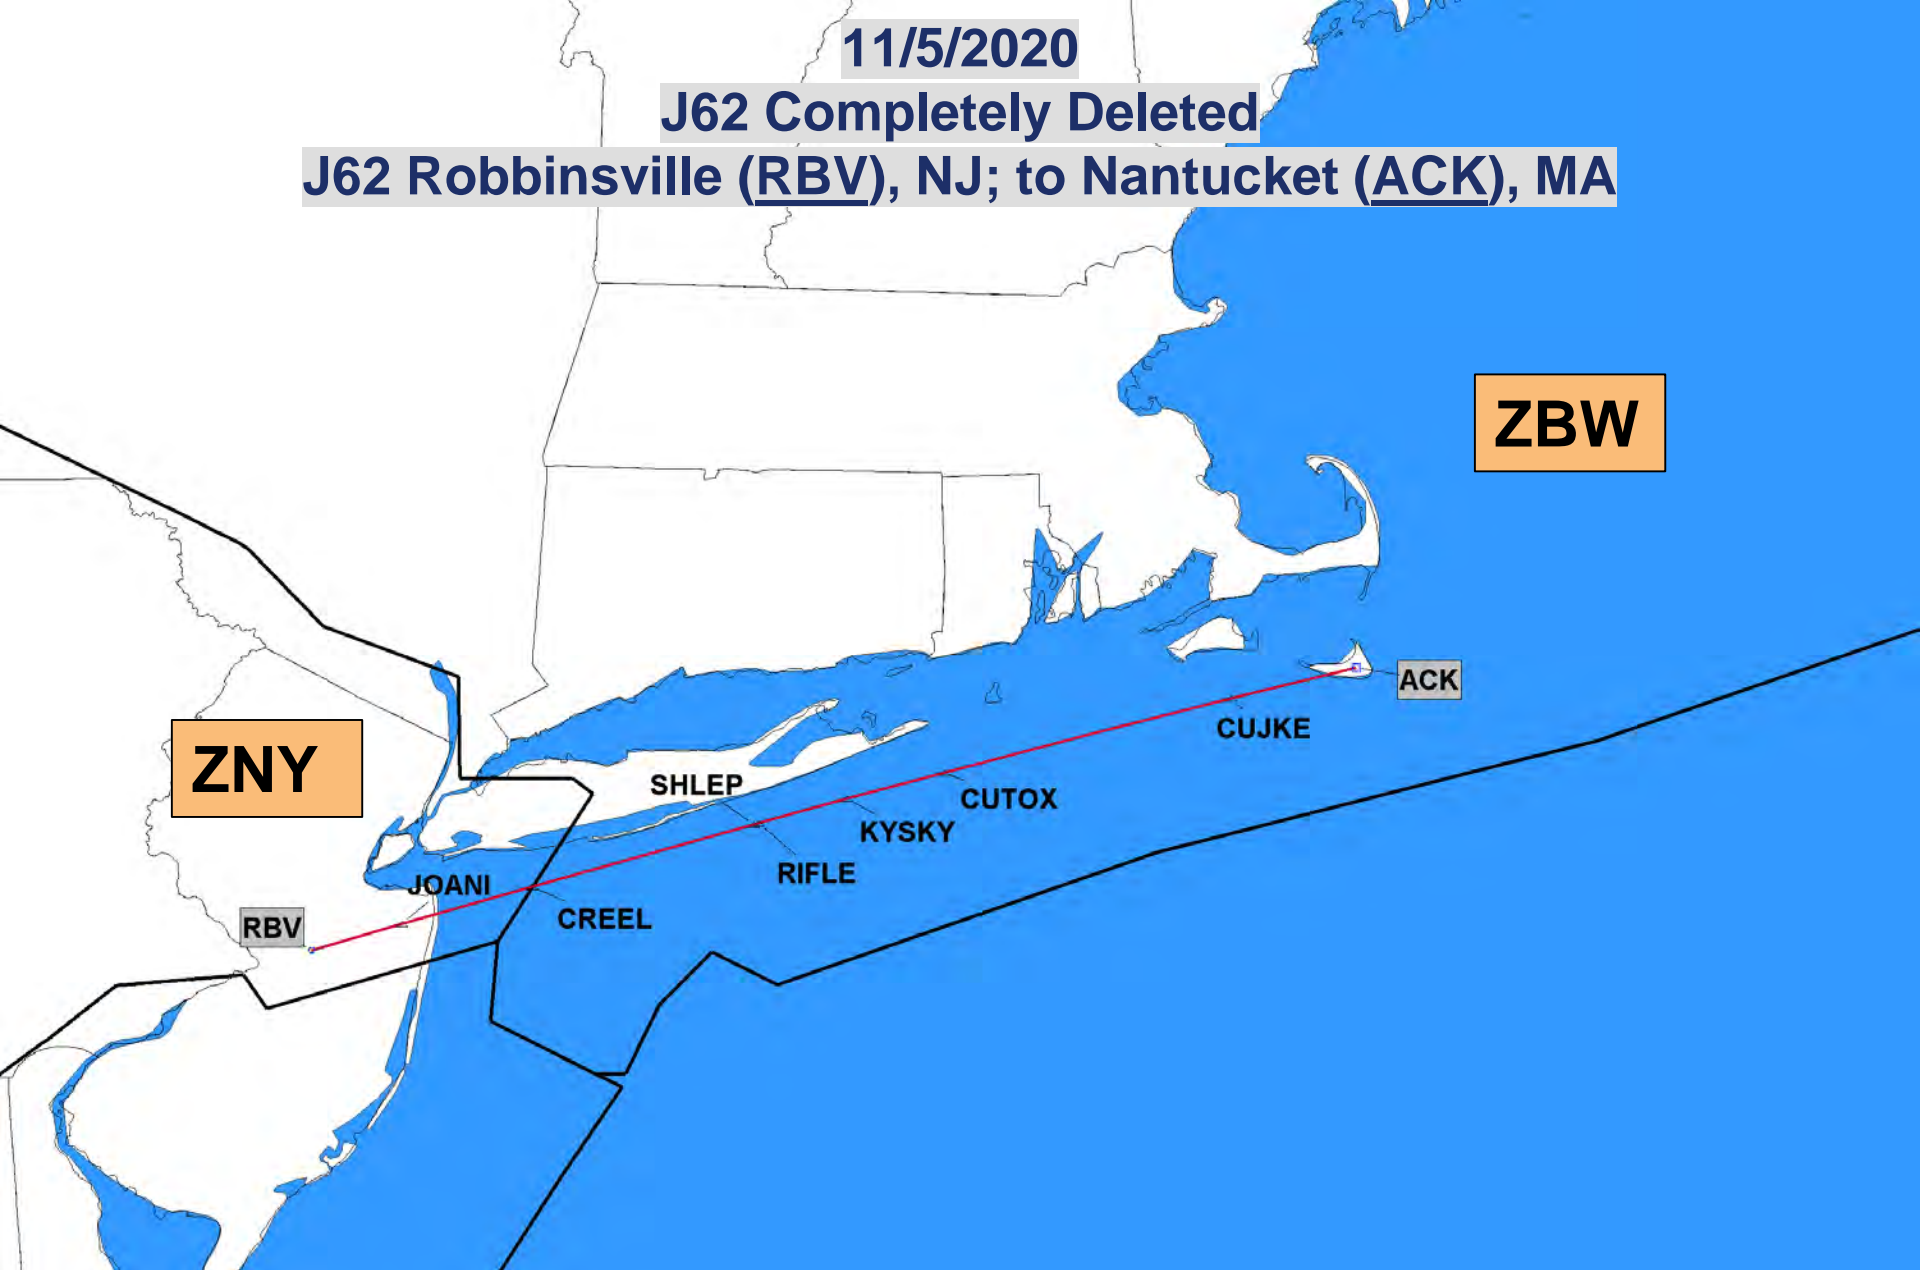 11/5/2020
J62 Completely Deleted
J62 Robbinsville (RBV), NJ; to Nantucket (ACK), MA
ZBW
ACK
CUJKE
ZNY
SHLEP
CUTOX
KYSKY
RIFLE
JOANI
CREEL
RBV